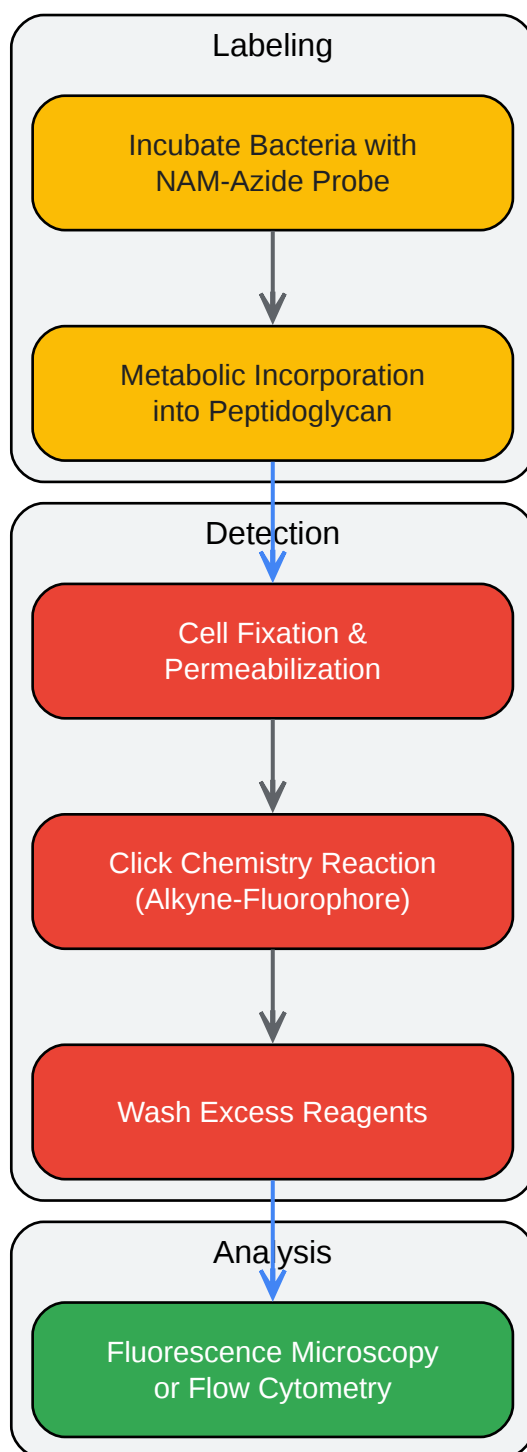 Labeling
Incubate Bacteria with
NAM-Azide Probe
Metabolic Incorporation
into Peptidoglycan
Detection
Cell Fixation &
Permeabilization
Click Chemistry Reaction
(Alkyne-Fluorophore)
Wash Excess Reagents
Analysis
Fluorescence Microscopy
or Flow Cytometry